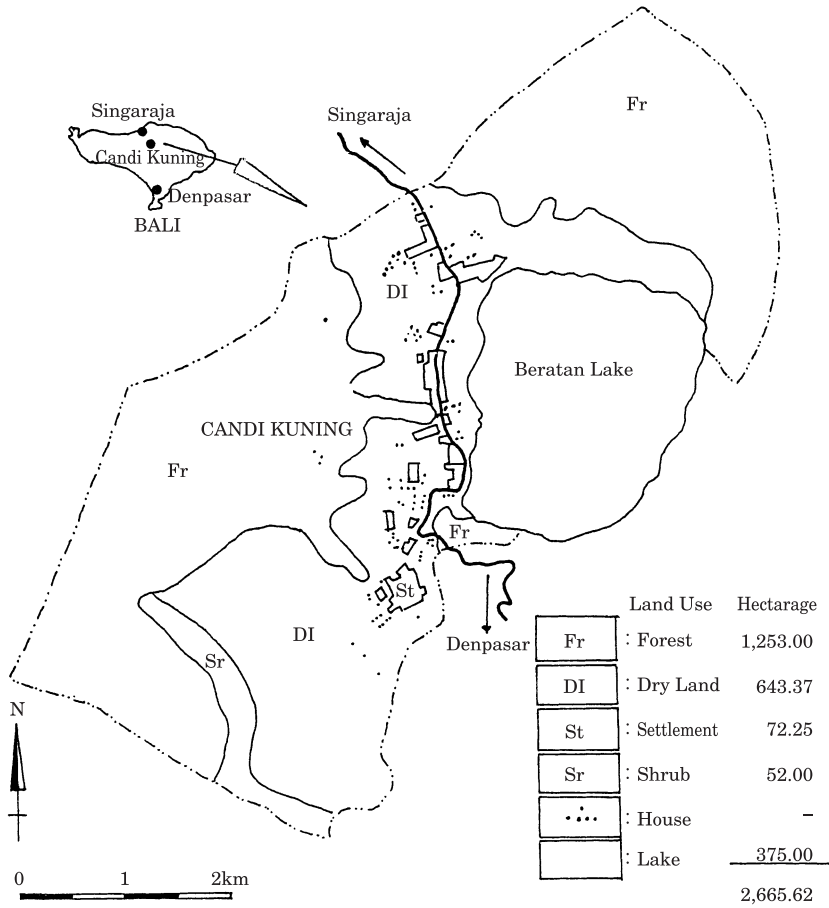 Singaraja
Candi Kuning
Denpasar
BALI
Singaraja
Fr
DI
Beratan Lake
CANDI KUNING
Fr
Fr
St
DI
Sr
Denpasar
N
0 1 2km
Land Use Hectarage
Fr : Forest 1,253.00
DI : Dry Land 643.37
St : Settlement 72.25
Sr : Shrub 52.00
: House –
: Lake 375.00
2,665.62